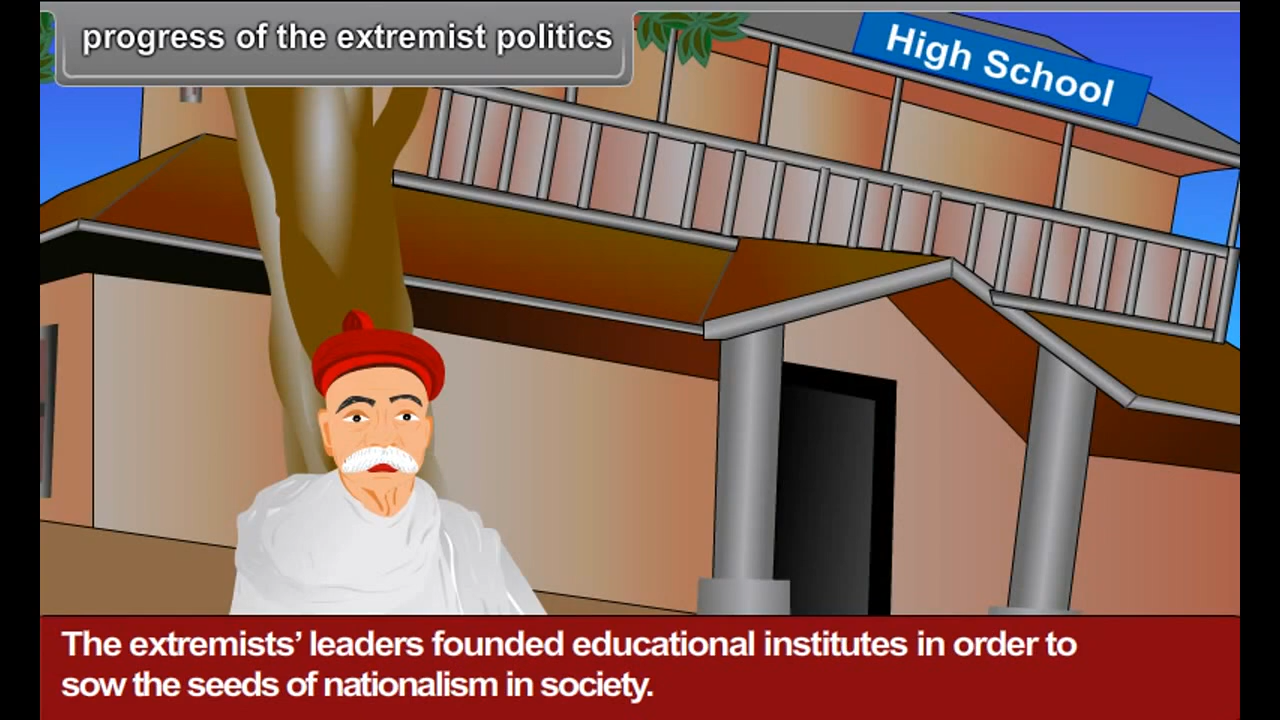 progress of the extremist politics
High School
The extremists’ leaders founded educational institutes in order to
sow the seeds of nationalism in society.